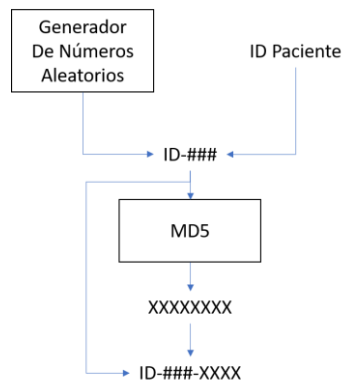 Generador
De Números
Aleatorios
ID Paciente
ID-###
MD5
XXXXXXXX
ID-###-XXXX